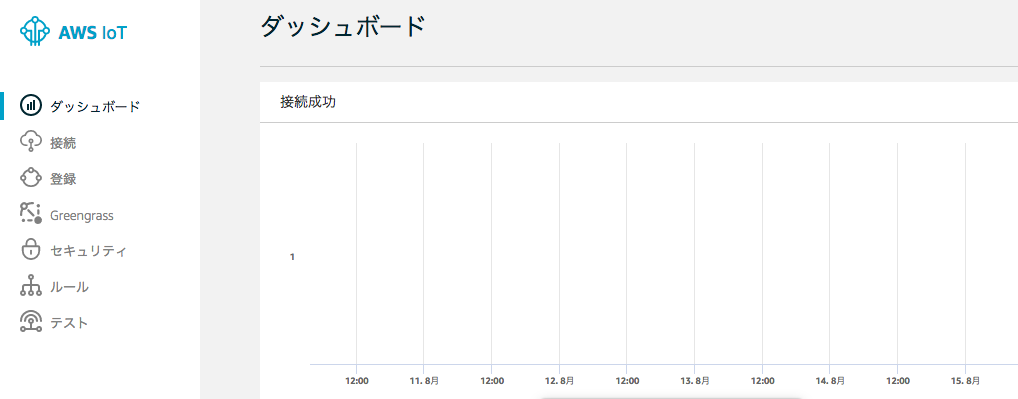 AWS IoT
ダッシュボード
接続
登録
Greengrass
セキュリティ
ルール
テスト
ダッシュボード
接続成功
1
12:00 11. 8月 12:00 12. 8月 12:00 13. 8月 12:00 14. 8月 12:00 15. 8月